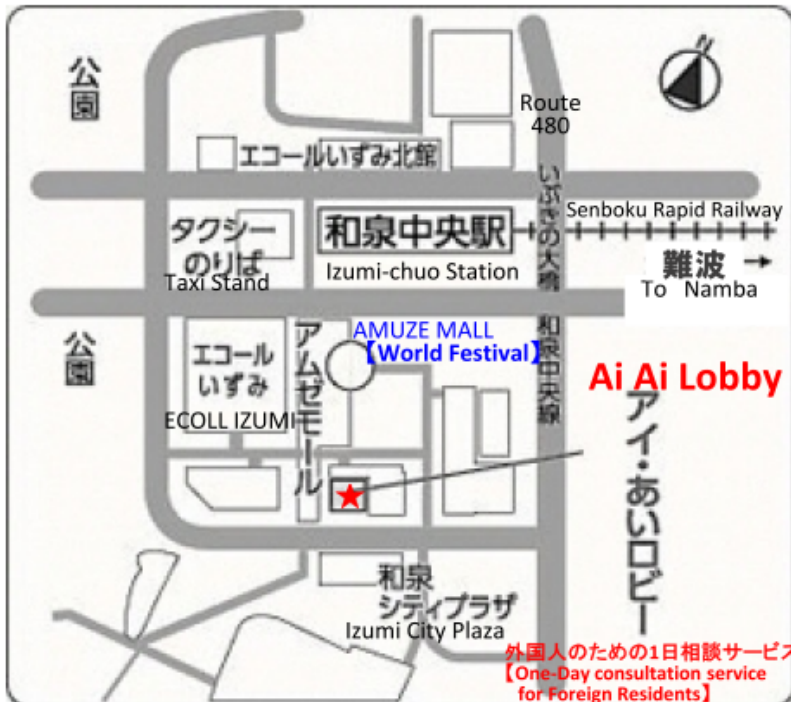 N
公園
Route
480
エコールいずみ北館
いぶきの大橋
Senboku Rapid Railway
タクシー
のりば
Taxi Stand
和泉中央駅
Izumi-chuo Station
難波 →
To Namba
公園
エコール
いずみ
ECOLL IZUMI
アムゼモール
AMUZE MALL
【World Festival】
和泉中央線
Ai Ai Lobby
アイ・あいロビー
和泉
シティプラザ
Izumi City Plaza
外国人のための1日相談サービス
【One-Day consultation service
for Foreign Residents】